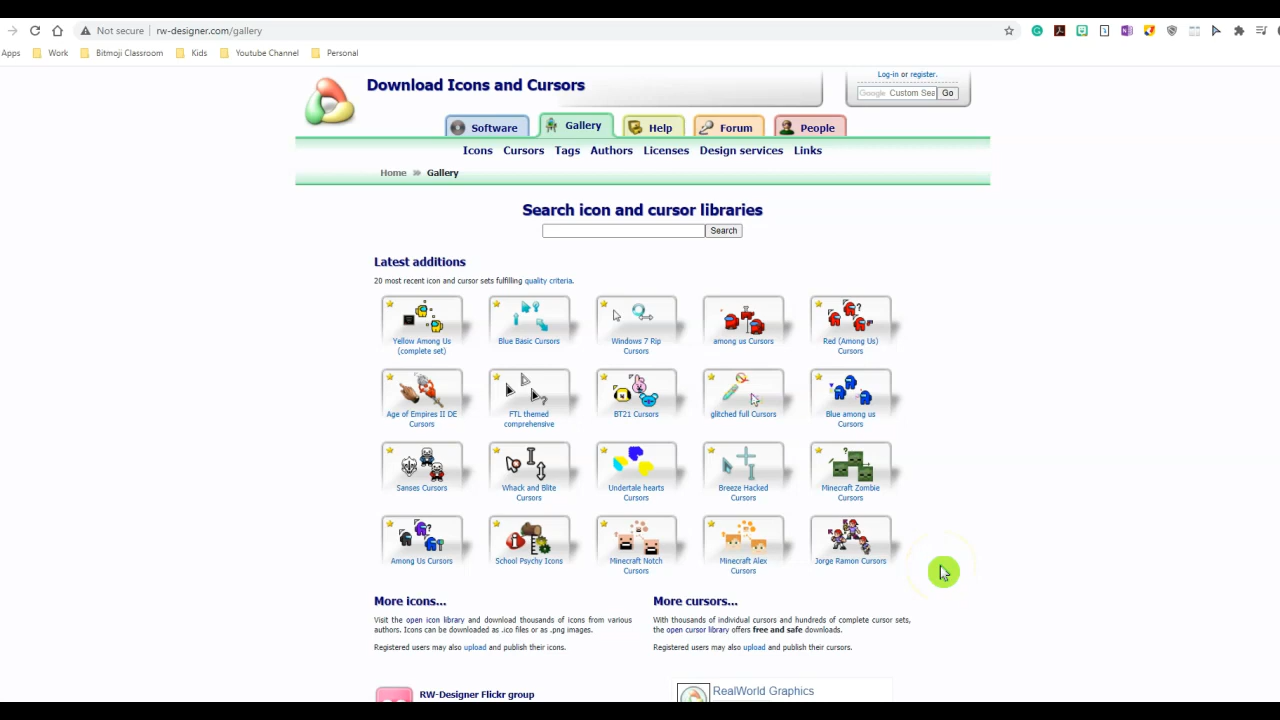 Not secure | rw-designer.com/gallery
Apps Work Bitmoji Classroom Kids Youtube Channel Personal
Download Icons and Cursors
Log-in or register.
Google Custom Sea Go
Software Gallery Help Forum People
Icons Cursors Tags Authors Licenses Design services Links
Home » Gallery
Search icon and cursor libraries
Search
Latest additions
20 most recent icon and cursor sets fulfilling quality criteria.
Yellow Among Us (complete set)
Blue Basic Cursors
Windows 7 Rip Cursors
among us Cursors
Red (Among Us) Cursors
Age of Empires II DE Cursors
FTL themed comprehensive
BT21 Cursors
glitched full Cursors
Blue among us Cursors
Sanses Cursors
Whack and Blite Cursors
Undertale hearts Cursors
Breeze Hacked Cursors
Minecraft Zombie Cursors
Among Us Cursors
School Psychy Icons
Minecraft Notch Cursors
Minecraft Alex Cursors
Jorge Ramon Cursors
More icons...
Visit the open icon library and download thousands of icons from various
authors. Icons can be downloaded as .ico files or as .png images.
Registered users may also upload and publish their icons.
More cursors...
With thousands of individual cursors and hundreds of complete cursor sets,
the open cursor library offers free and safe downloads.
Registered users may also upload and publish their cursors.
RW-Designer Flickr group
RealWorld Graphics